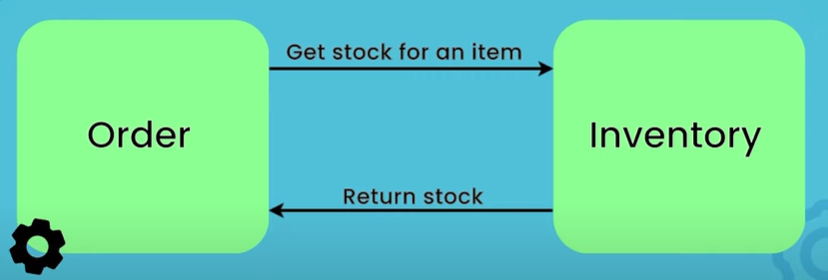 Get stock for an item
Order
Inventory
Return stock